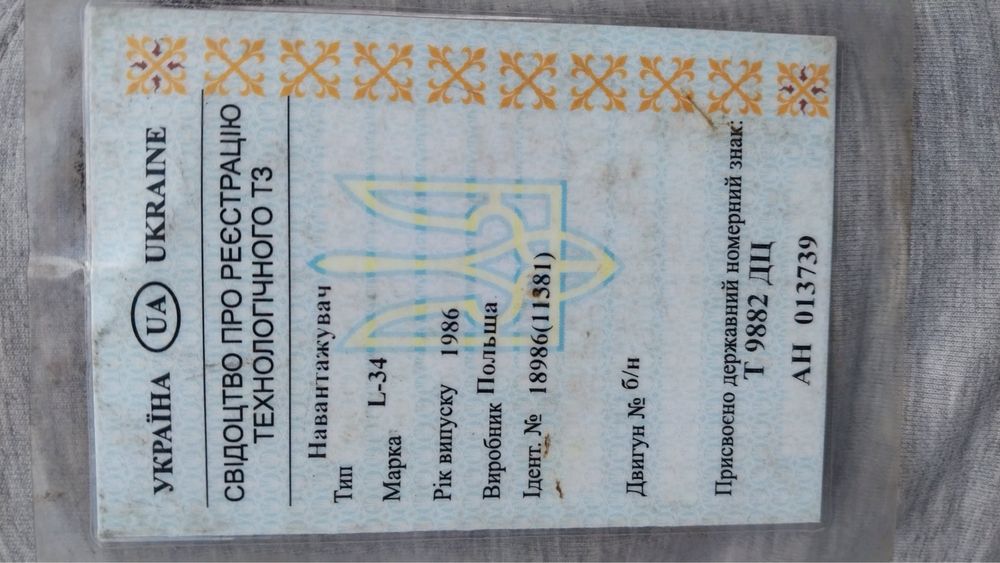 УКРАЇНА UA UKRAINE
СВІДОЦТВО ПРО РЕЄСТРАЦІЮ
ТЕХНОЛОГІЧНОГО ТЗ
Тип Навантажувач
Марка L-34
Рік випуску 1986
Виробник Польща
Ідент. № 18986(11381)
Двигун № б/н
Присвоєно державний номерний знак:
Т 9882 ДЦ
АН 013739